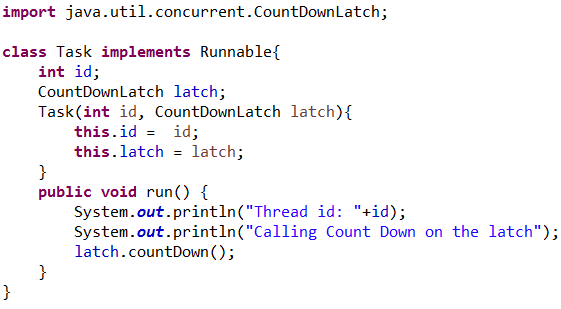 import java.util.concurrent.CountDownLatch;

class Task implements Runnable{
    int id;
    CountDownLatch latch;
    Task(int id, CountDownLatch latch){
        this.id =  id;
        this.latch = latch;
    }
    public void run() {
        System.out.println("Thread id: "+id);
        System.out.println("Calling Count Down on the latch");
        latch.countDown();
    }
}